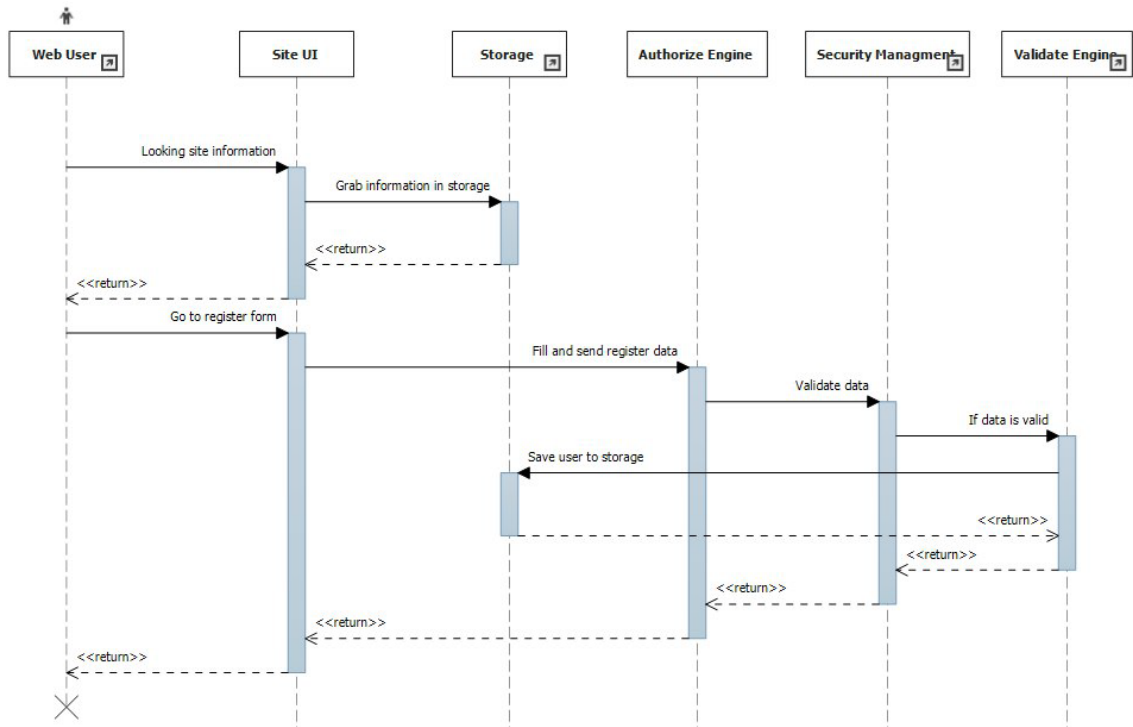 Web User
Site UI
Storage
Authorize Engine
Security Managment
Validate Engine
Looking site information
Grab information in storage
<<return>>
<<return>>
Go to register form
Fill and send register data
Validate data
If data is valid
Save user to storage
<<return>>
<<return>>
<<return>>
<<return>>
<<return>>